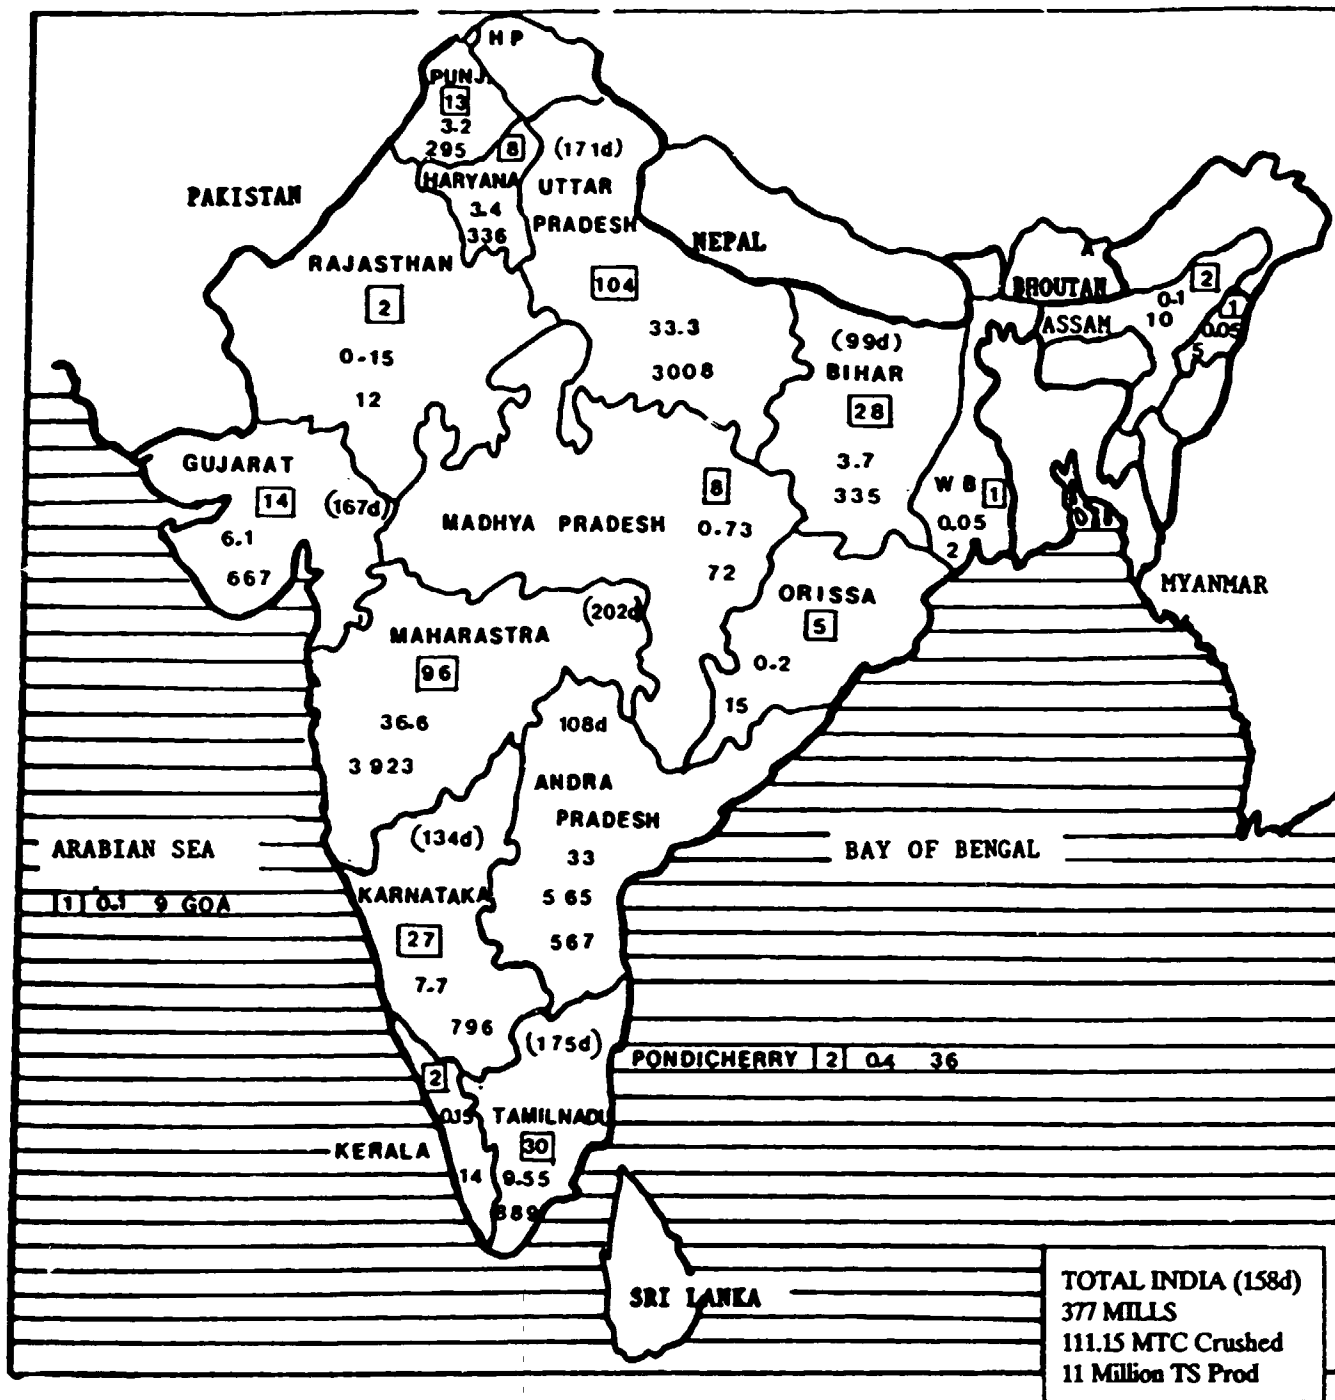 H P
PUNJ.
13
3.2
295
8
HARYANA
3.4
336
(171d)
UTTAR
PRADESH
104
33.3
3008
PAKISTAN
NEPAL
RAJASTHAN
2
0.15
12
A
BHOUTAN
ASSAM
2
0.1
10
1
0.05
5
(99d)
BIHAR
28
3.7
335
GUJARAT
14
(167d)
6.1
667
MADHYA PRADESH
8
0.73
72
W B
1
0.05
2
MYANMAR
ORISSA
5
0.2
15
(202d)
MAHARASTRA
96
36.6
3 923
108d
ANDRA
PRADESH
33
5 65
567
ARABIAN SEA
BAY OF BENGAL
1 0.1 9 GOA
(134d)
KARNATAKA
27
7.7
796
(175d)
PONDICHERRY 2 0.4 36
2
0.15
KERALA
14
TAMILNADU
30
9.55
889
SRI LANKA
TOTAL INDIA (158d)
377 MILLS
111.15 MTC Crushed
11 Million TS Prod